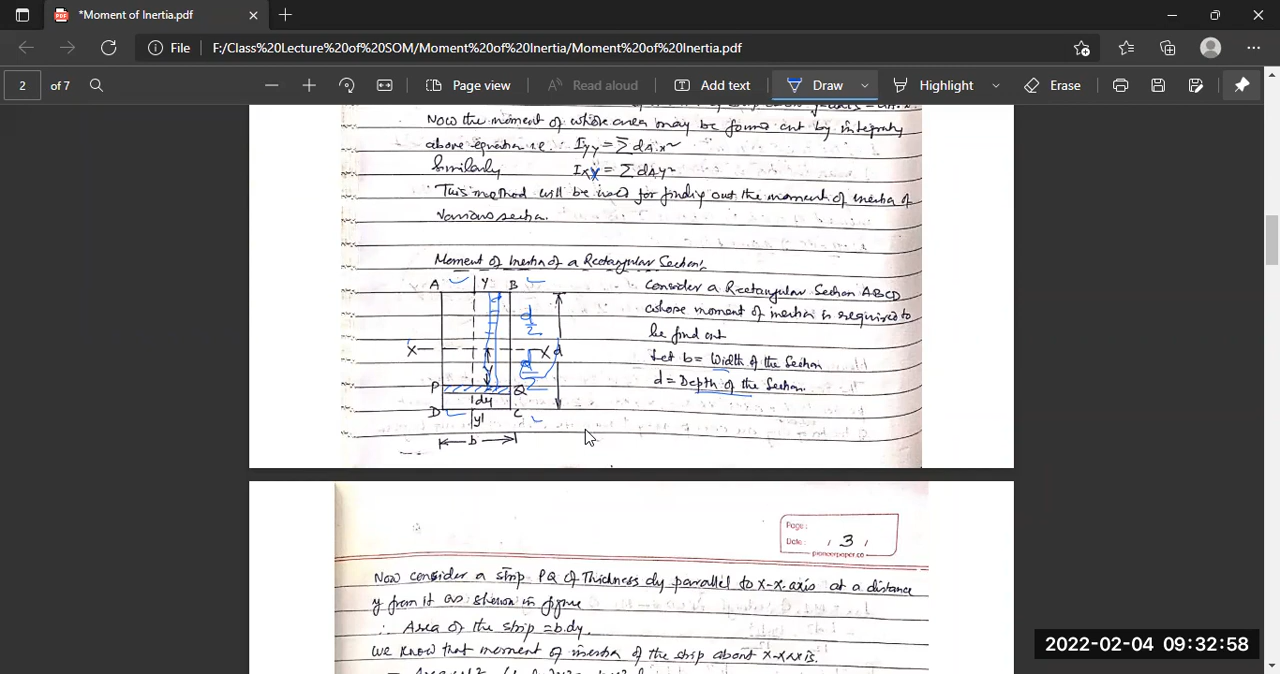 *Moment of Inertia.pdf
File F:/Class%20Lecture%20of%20SOM/Moment%20of%20Inertia/Moment%20of%20Inertia.pdf
2 of 7 Page view Read aloud Add text Draw Highlight Erase
Now the moment of whole area may be found out by
above equation i.e. Iyy = ∑ dA.x²
Similarly Ixx = ∑ dA y²
This method will be used for finding out the moment of inertia of
various section.
Moment of Inertia of a Rectangular Section:
A Y B
d/2
X X d
d/2
P Q
dy
D C
y'
b
Consider a Rectangular Section ABCD
whose moment of inertia is required to
be find out
Let b = Width of the Section
d = Depth of the Section.
Page:
Date: 3
pioneerpaper.co
Now consider a strip PQ of Thickness dy parallel to X-X axis at a distance
y from it as shown in figure
∴ Area of the strip = b.dy.
We know that moment of inertia of the strip about X-X axis.
2022-02-04 09:32:58